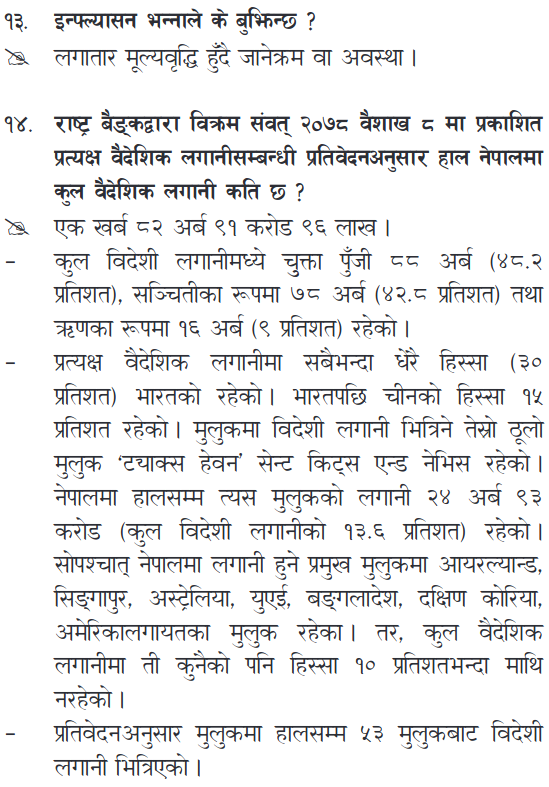 १३. इन्फ्ल्यासन भन्नाले के बुझिन्छ ?
लगातार मूल्यवृद्धि हुँदै जानेक्रम वा अवस्था ।
१४. राष्ट्र बैङ्कद्वारा विक्रम संवत् २०७८ वैशाख ८ मा प्रकाशित
प्रत्यक्ष वैदेशिक लगानीसम्बन्धी प्रतिवेदनअनुसार हाल नेपालमा
कुल वैदेशिक लगानी कति छ ?
एक खर्ब ८२ अर्ब ९१ करोड ९६ लाख ।
– कुल विदेशी लगानीमध्ये चुक्ता पुँजी ८८ अर्ब (४८.२
प्रतिशत), सञ्चितीका रूपमा ७८ अर्ब (४२.८ प्रतिशत) तथा
ऋणका रूपमा १६ अर्ब (९ प्रतिशत) रहेको ।
– प्रत्यक्ष वैदेशिक लगानीमा सबैभन्दा धेरै हिस्सा (३०
प्रतिशत) भारतको रहेको । भारतपछि चीनको हिस्सा १५
प्रतिशत रहेको । मुलुकमा विदेशी लगानी भित्रिने तेस्रो ठूलो
मुलुक ‘ट्याक्स हेवन’ सेन्ट किट्स एन्ड नेभिस रहेको ।
नेपालमा हालसम्म त्यस मुलुकको लगानी २४ अर्ब ९३
करोड (कुल विदेशी लगानीको १३.६ प्रतिशत) रहेको ।
सोपश्चात् नेपालमा लगानी हुने प्रमुख मुलुकमा आयरल्यान्ड,
सिङ्गापुर, अस्ट्रेलिया, युएई, बङ्गलादेश, दक्षिण कोरिया,
अमेरिकालगायतका मुलुक रहेका । तर, कुल वैदेशिक
लगानीमा ती कुनैको पनि हिस्सा १० प्रतिशतभन्दा माथि
नरहेको ।
– प्रतिवेदनअनुसार मुलुकमा हालसम्म ५३ मुलुकबाट विदेशी
लगानी भित्रिएको ।